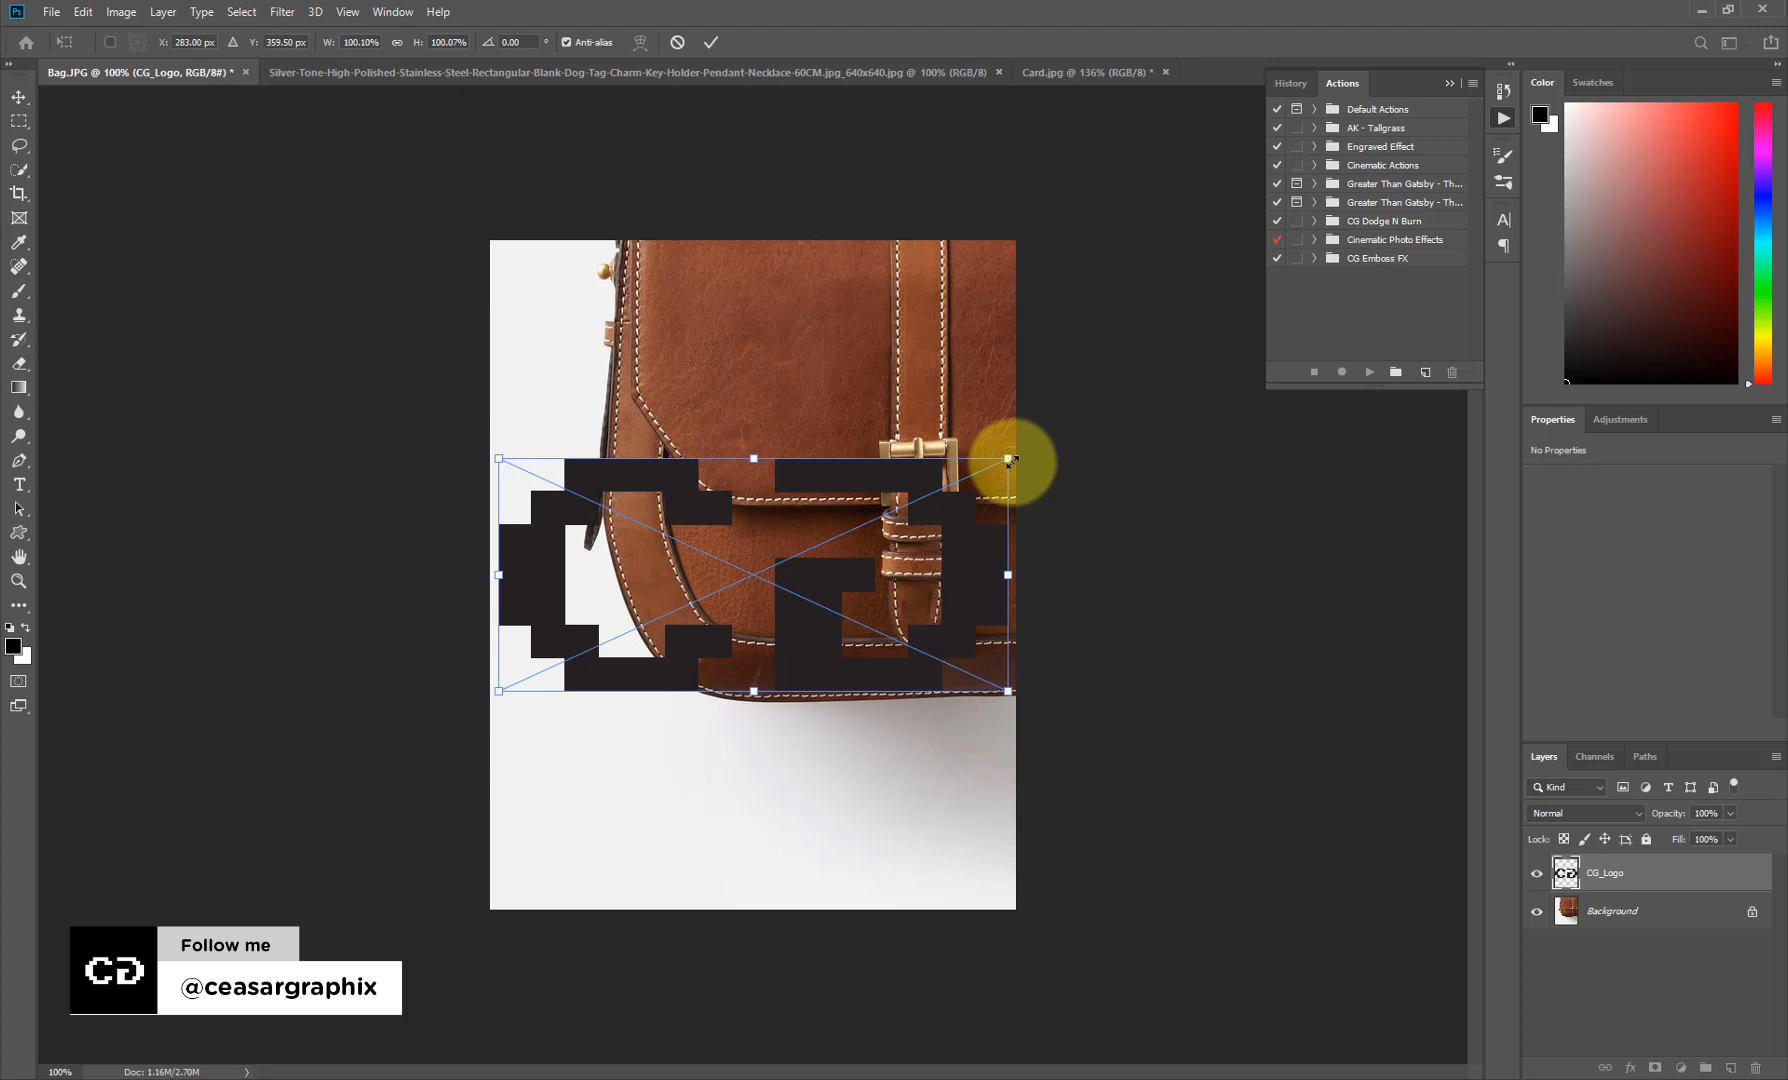 Ps File Edit Image Layer Type Select Filter 3D View Window Help
X: 283.00 px Y: 359.50 px W: 100.10% H: 100.07% 0.00 ° Anti-alias
Bag.JPG @ 100% (CG_Logo, RGB/8#) * × Silver-Tone-High-Polished-Stainless-Steel-Rectangular-Blank-Dog-Tag-Charm-Key-Holder-Pendant-Necklace-60CM.jpg_640x640.jpg @ 100% (RGB/8) × Card.jpg @ 136% (RGB/8) * ×
History Actions
Default Actions
AK - Tallgrass
Engraved Effect
Cinematic Actions
Greater Than Gatsby - Th...
Greater Than Gatsby - Th...
CG Dodge N Burn
Cinematic Photo Effects
CG Emboss FX
Color Swatches
Properties Adjustments
No Properties
Layers Channels Paths
Kind
Normal Opacity: 100%
Lock: Fill: 100%
CG_Logo
Background
CG
Follow me
@ceasargraphix
100% Doc: 1.16M/2.70M